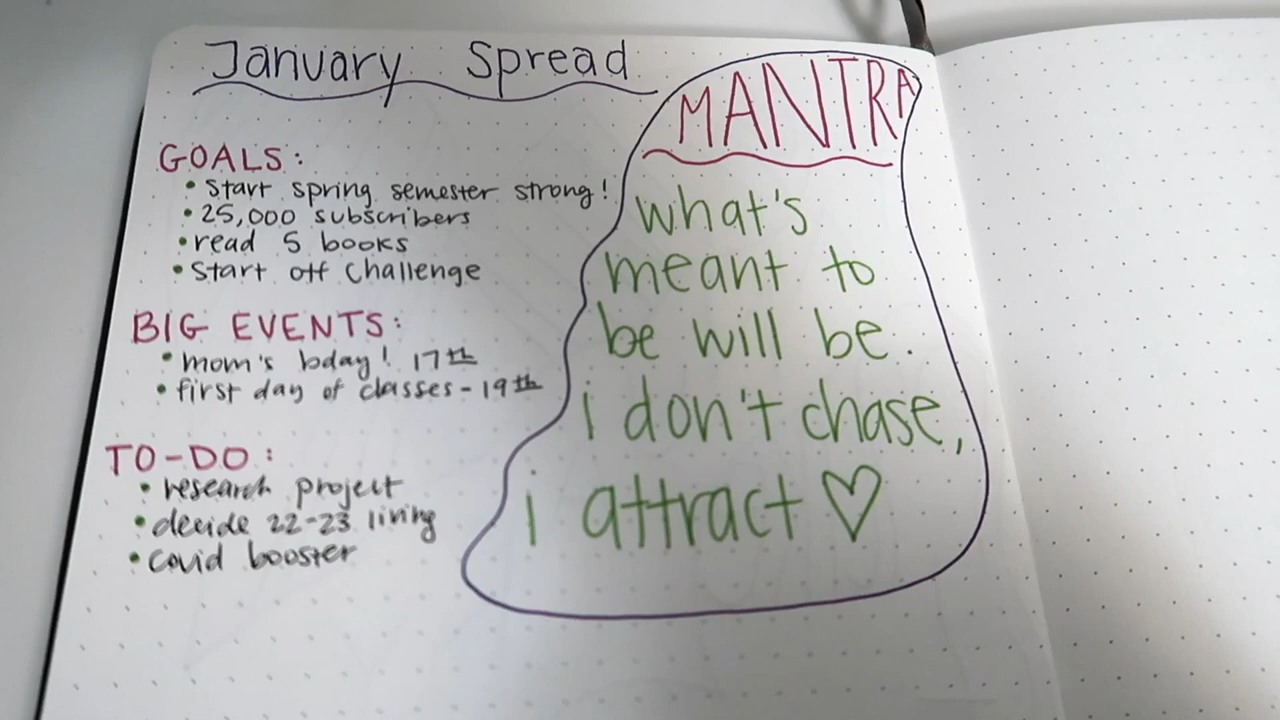 January Spread
GOALS:
• Start spring semester strong!
• 25,000 subscribers
• read 5 books
• Start off Challenge
BIG EVENTS:
• mom's bday! 17th
• first day of classes - 19th
TO-DO:
• research project
• decide 22-23 living
• covid booster
MANTRA
what's
meant to
be will be.
i don't chase,
i attract ♡